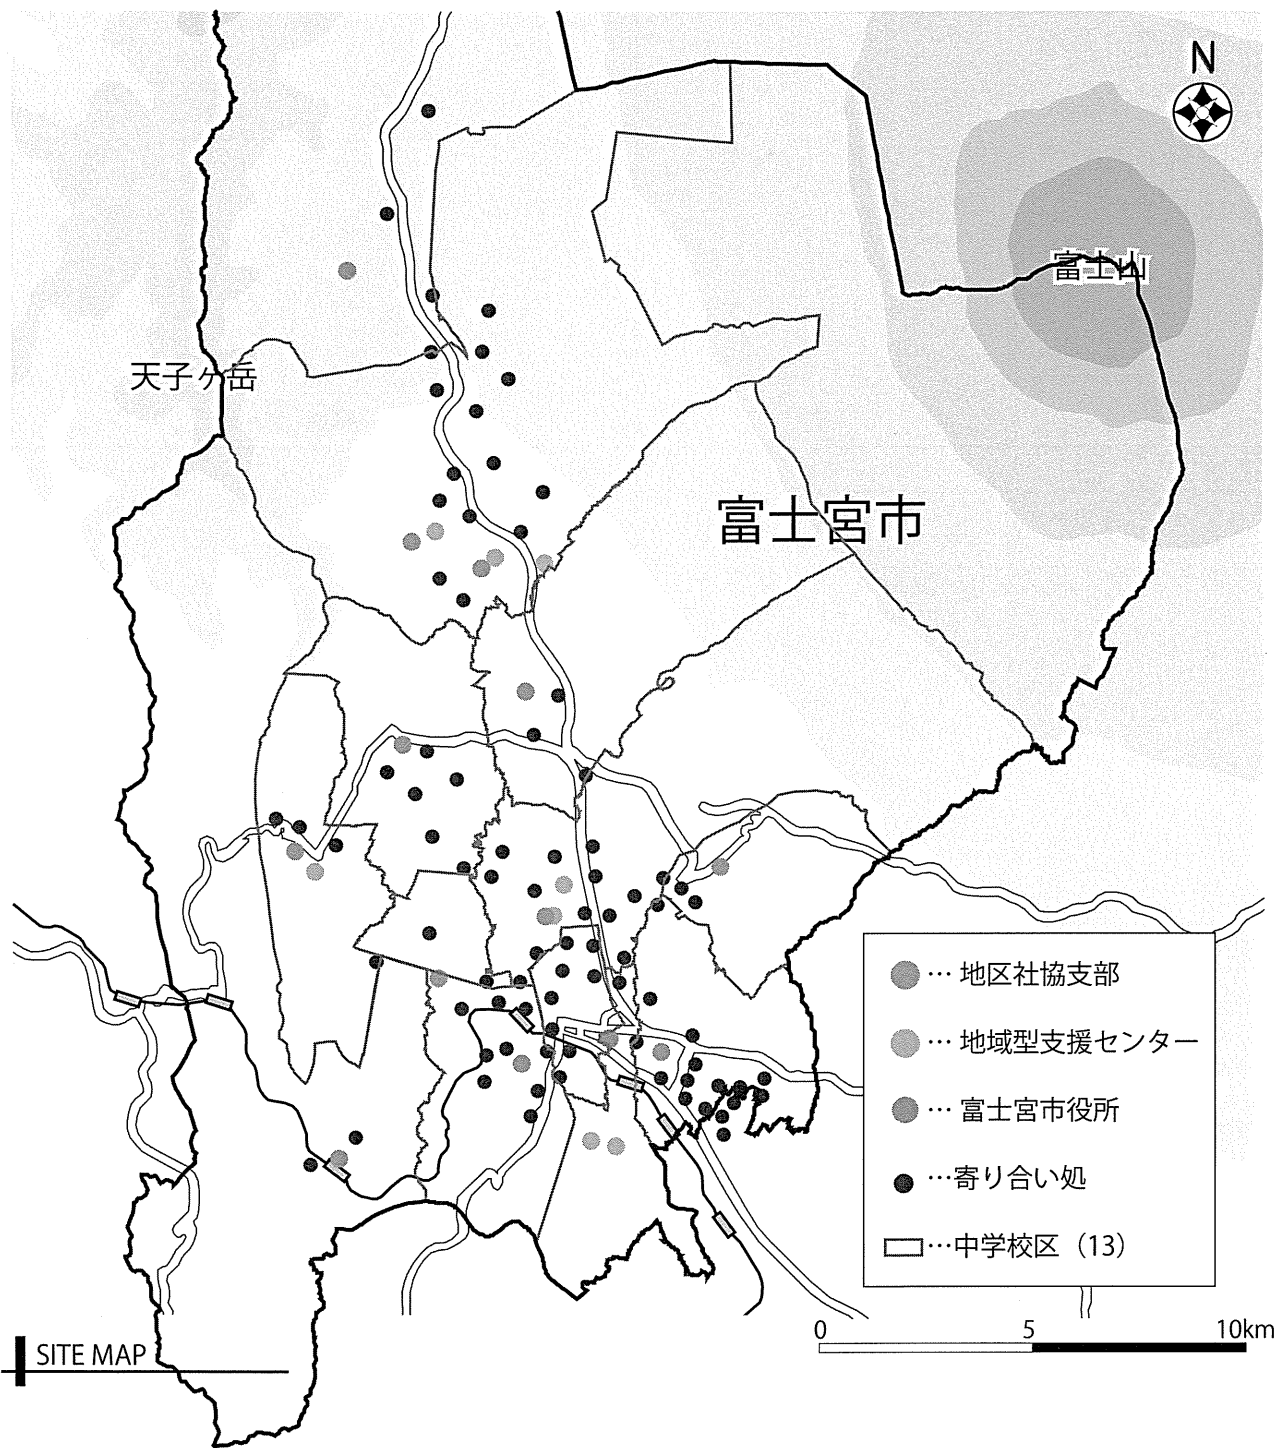 N
富士山
天子ヶ岳
富士宮市
… 地区社協支部
… 地域型支援センター
… 富士宮市役所
…寄り合い処
…中学校区（13）
0 5 10km
SITE MAP